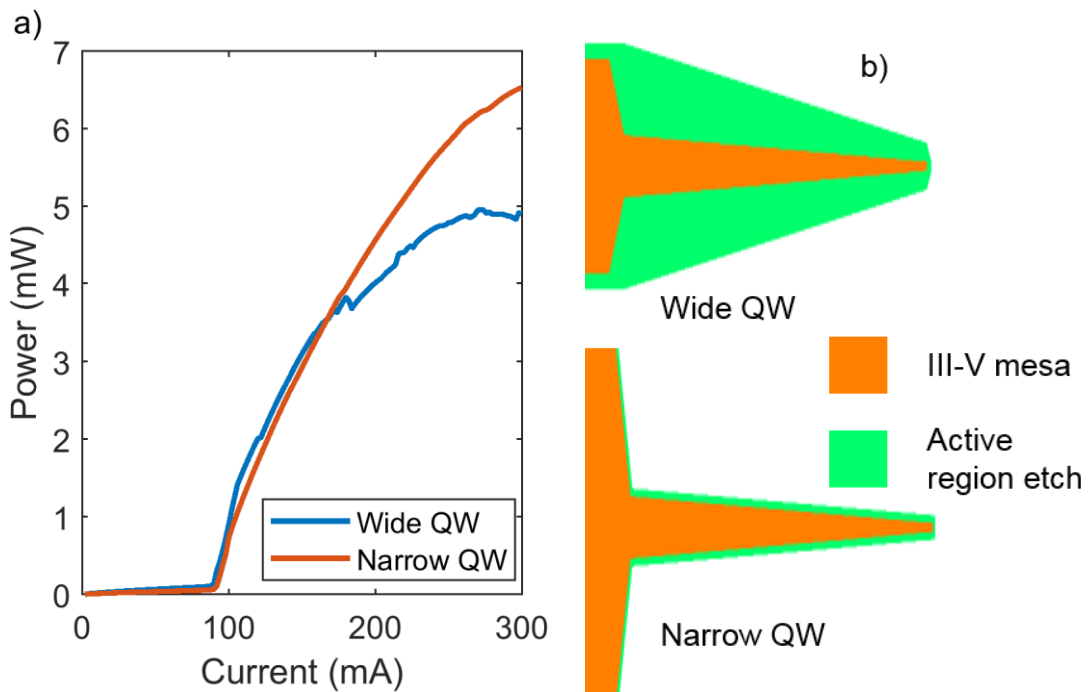 a)
7
6
5
4
3
2
1
0
Power (mW)
0 100 200 300
Current (mA)
Wide QW
Narrow QW
b)
Wide QW
III-V mesa
Active
region etch
Narrow QW